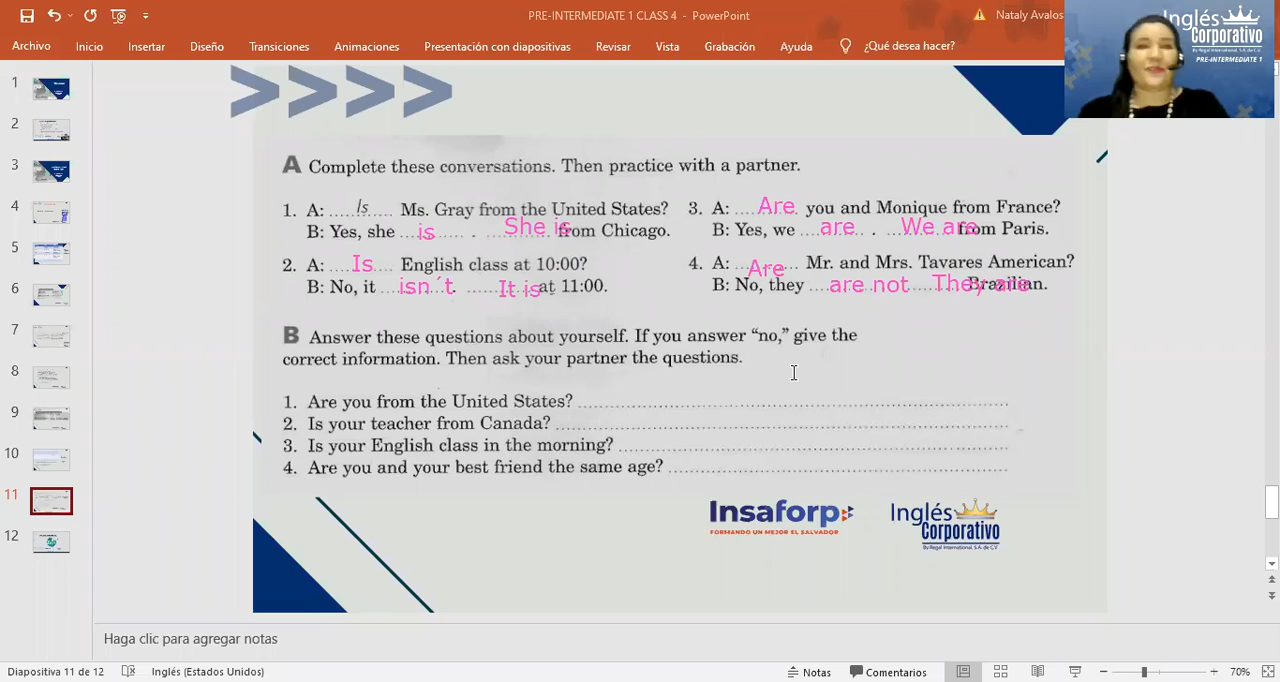 PRE-INTERMEDIATE 1 CLASS 4 - PowerPoint
Nataly Avalos
Archivo Inicio Insertar Diseño Transiciones Animaciones Presentación con diapositivas Revisar Vista Grabación Ayuda ¿Qué desea hacer?
Inglés
Corporativo
By Regal International, S.A. de C.V.
PRE-INTERMEDIATE 1
1
2
3
4
5
6
7
8
9
10
11
12
A Complete these conversations. Then practice with a partner.
1. A: ....Is.... Ms. Gray from the United States?
B: Yes, she ....is.... . ....She is.... from Chicago.
2. A: ....Is.... English class at 10:00?
B: No, it ....isn´t.... . ....It is.... at 11:00.
3. A: ....Are.... you and Monique from France?
B: Yes, we ....are.... . ....We are.... from Paris.
4. A: ....Are.... Mr. and Mrs. Tavares American?
B: No, they ....are not.... ....They are.... Brazilian.
B Answer these questions about yourself. If you answer “no,” give the
correct information. Then ask your partner the questions.
1. Are you from the United States?
2. Is your teacher from Canada?
3. Is your English class in the morning?
4. Are you and your best friend the same age?
Insaforp
FORMANDO UN MEJOR EL SALVADOR
Inglés
Corporativo
By Regal International, S.A. de C.V.
Haga clic para agregar notas
Diapositiva 11 de 12 Inglés (Estados Unidos) Notas Comentarios 70%